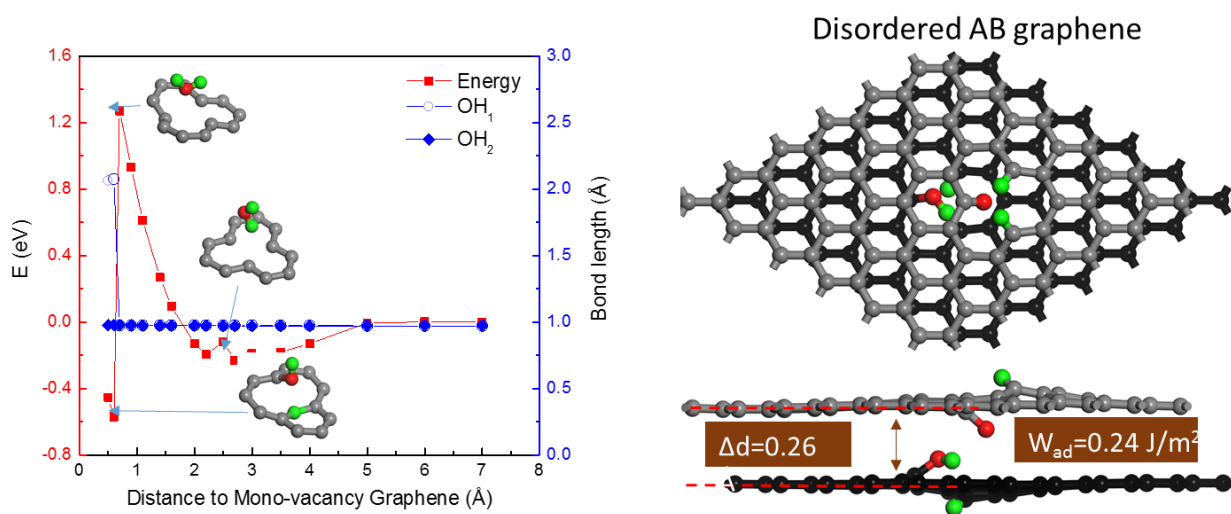 Disordered AB graphene
1.6
1.2
0.8
0.4
0.0
-0.4
-0.8
E (eV)
3.0
2.5
2.0
1.5
1.0
0.5
0.0
Bond length (Å)
Energy
OH₁
OH₂
0 1 2 3 4 5 6 7 8
Distance to Mono-vacancy Graphene (Å)
Δd=0.26
Wad=0.24 J/m²